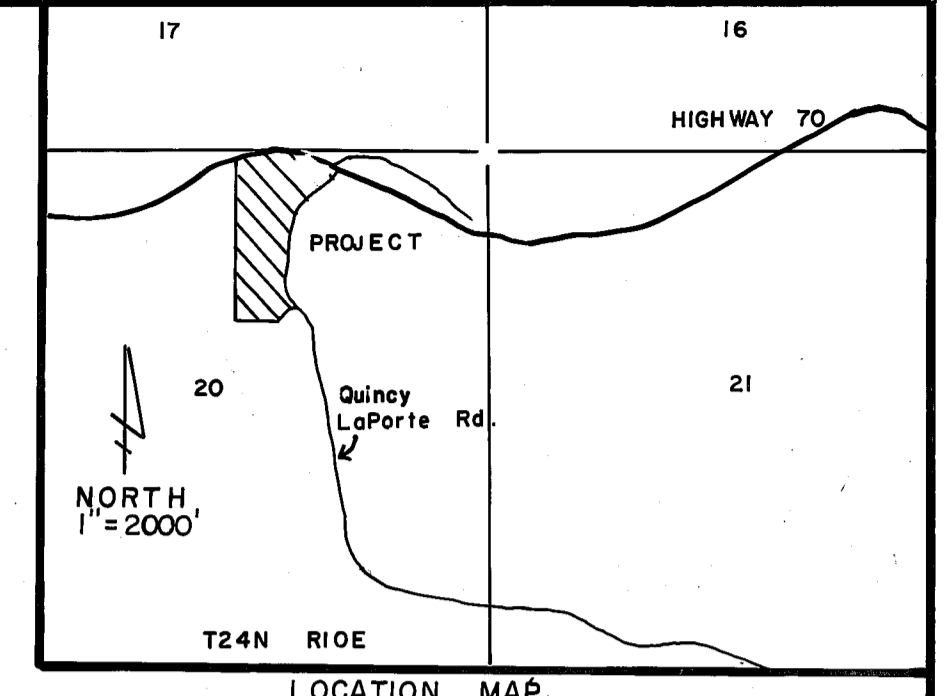 17
16
HIGHWAY 70
PROJECT
20
21
Quincy
LaPorte Rd.
NORTH
1" = 2000'
T24N R10E
LOCATION MAP